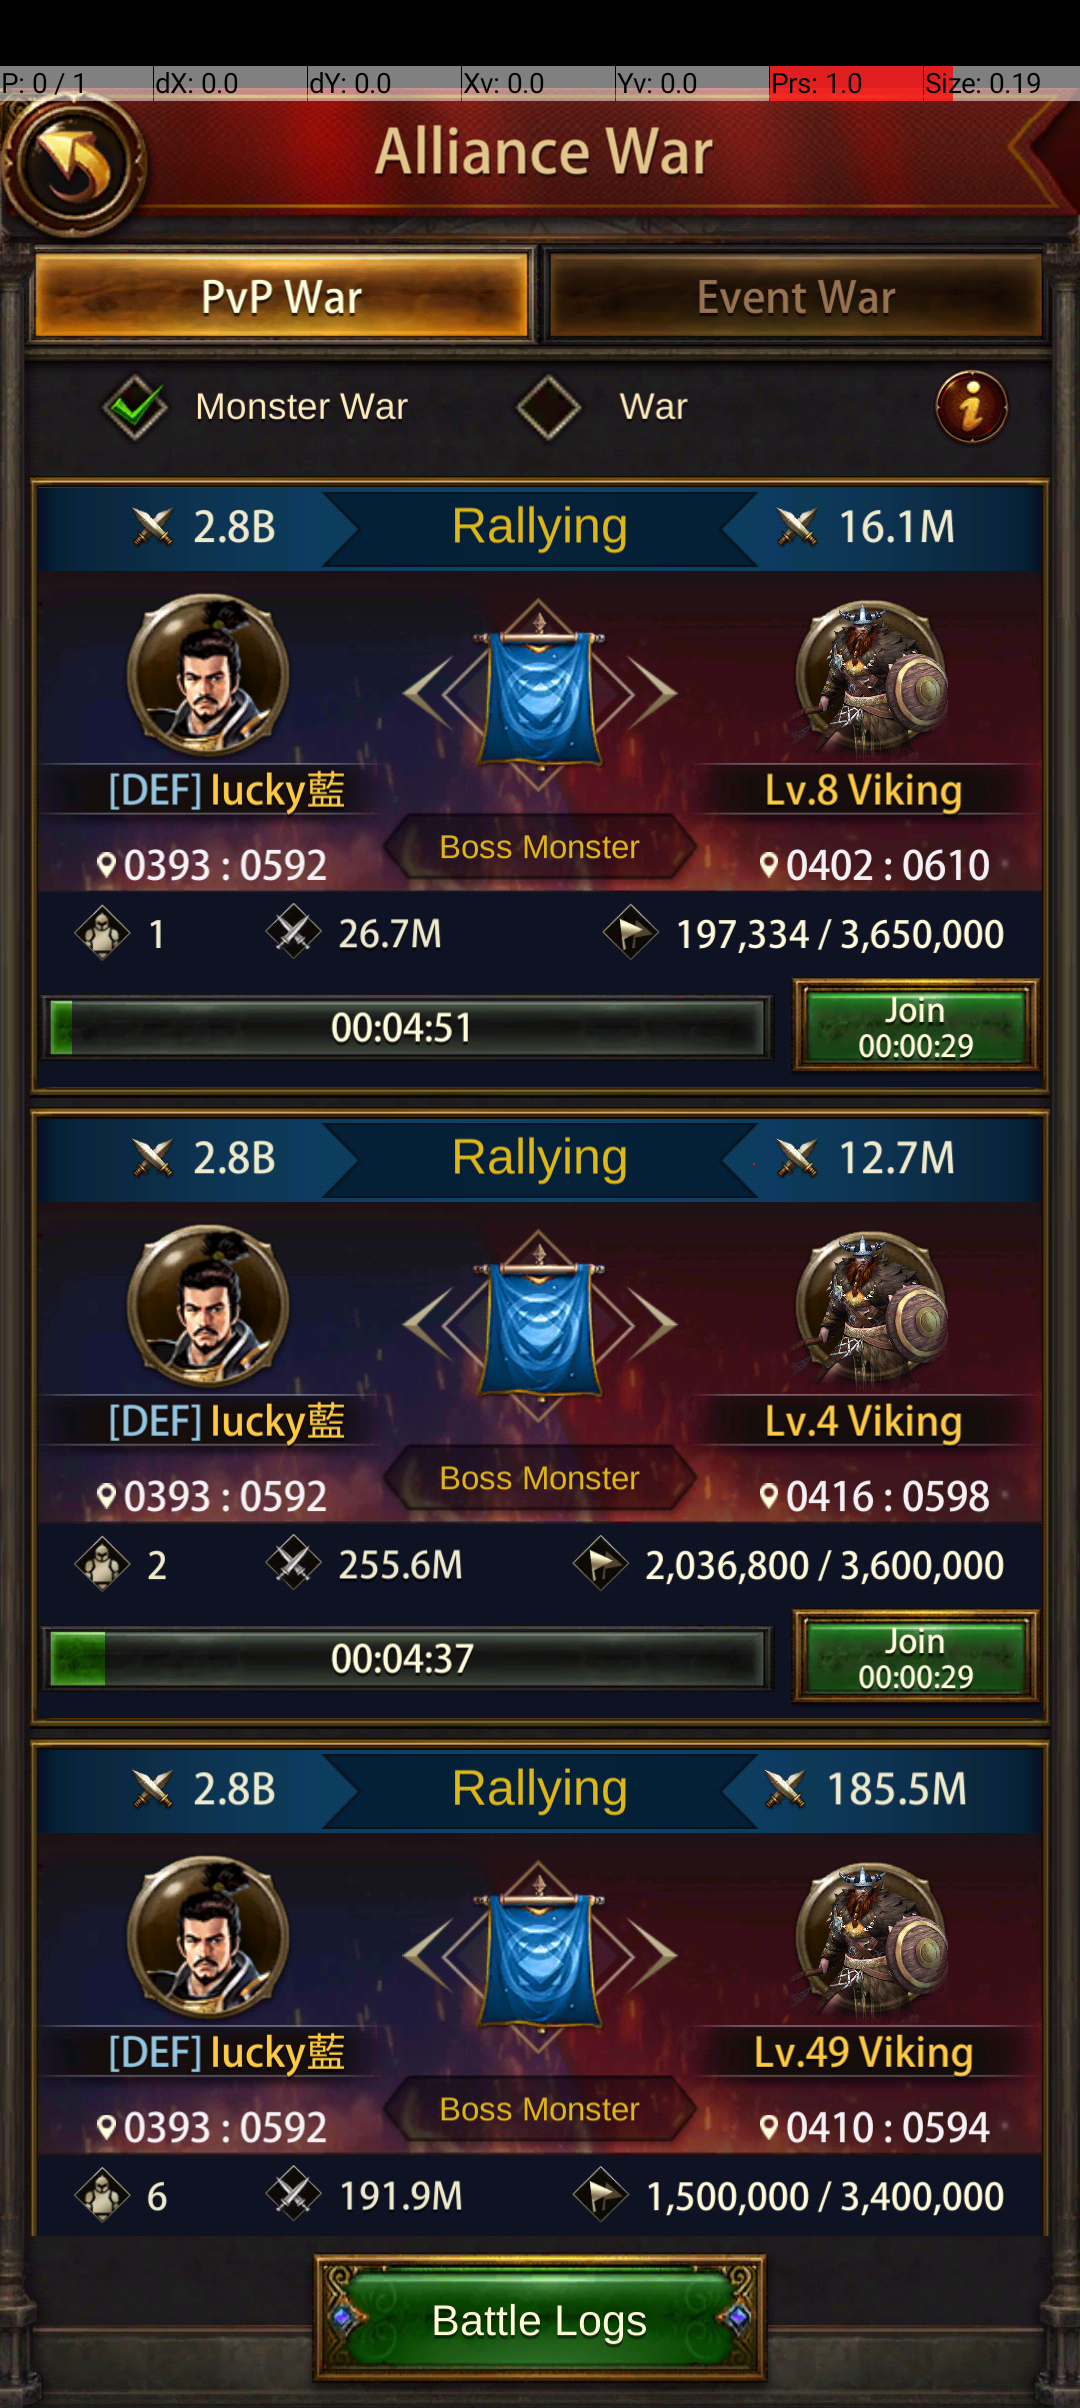 P: 0 / 1 dX: 0.0 dY: 0.0 Xv: 0.0 Yv: 0.0 Prs: 1.0 Size: 0.19
Alliance War
PvP War Event War
Monster War War
2.8B Rallying 16.1M
[DEF] lucky藍 Lv.8 Viking
Boss Monster
0393 : 0592 0402 : 0610
1 26.7M 197,334 / 3,650,000
00:04:51 Join
00:00:29
2.8B Rallying 12.7M
[DEF] lucky藍 Lv.4 Viking
Boss Monster
0393 : 0592 0416 : 0598
2 255.6M 2,036,800 / 3,600,000
00:04:37 Join
00:00:29
2.8B Rallying 185.5M
[DEF] lucky藍 Lv.49 Viking
Boss Monster
0393 : 0592 0410 : 0594
6 191.9M 1,500,000 / 3,400,000
Battle Logs